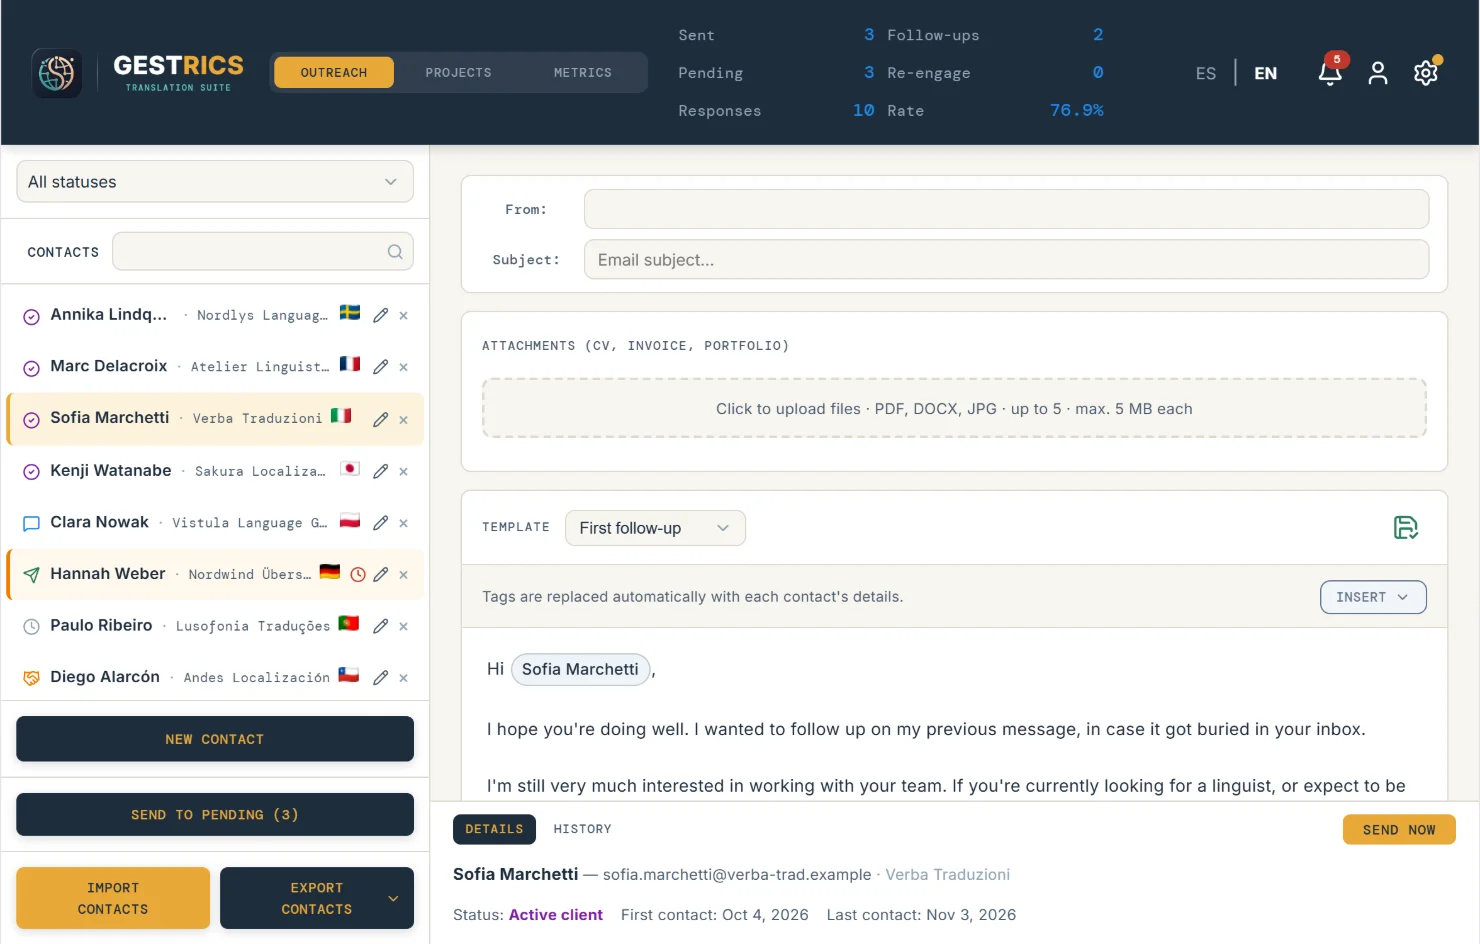 GESTRICS
TRANSLATION SUITE
OUTREACH PROJECTS METRICS
Sent 3 Follow-ups 2
Pending 3 Re-engage 0
Responses 10 Rate 76.9%
ES EN
5
All statuses
CONTACTS
Annika Lindq... · Nordlys Languag... ×
Marc Delacroix · Atelier Linguist... ×
Sofia Marchetti · Verba Traduzioni ×
Kenji Watanabe · Sakura Localiza... ×
Clara Nowak · Vistula Language G... ×
Hannah Weber · Nordwind Übers... ×
Paulo Ribeiro · Lusofonia Traduções ×
Diego Alarcón · Andes Localización ×
NEW CONTACT
SEND TO PENDING (3)
IMPORT
CONTACTS
EXPORT
CONTACTS
From:
Subject: Email subject...
ATTACHMENTS (CV, INVOICE, PORTFOLIO)
Click to upload files · PDF, DOCX, JPG · up to 5 · max. 5 MB each
TEMPLATE First follow-up
Tags are replaced automatically with each contact's details. INSERT
Hi Sofia Marchetti,
I hope you're doing well. I wanted to follow up on my previous message, in case it got buried in your inbox.
I'm still very much interested in working with your team. If you're currently looking for a linguist, or expect to be
DETAILS HISTORY SEND NOW
Sofia Marchetti — sofia.marchetti@verba-trad.example · Verba Traduzioni
Status: Active client First contact: Oct 4, 2026 Last contact: Nov 3, 2026